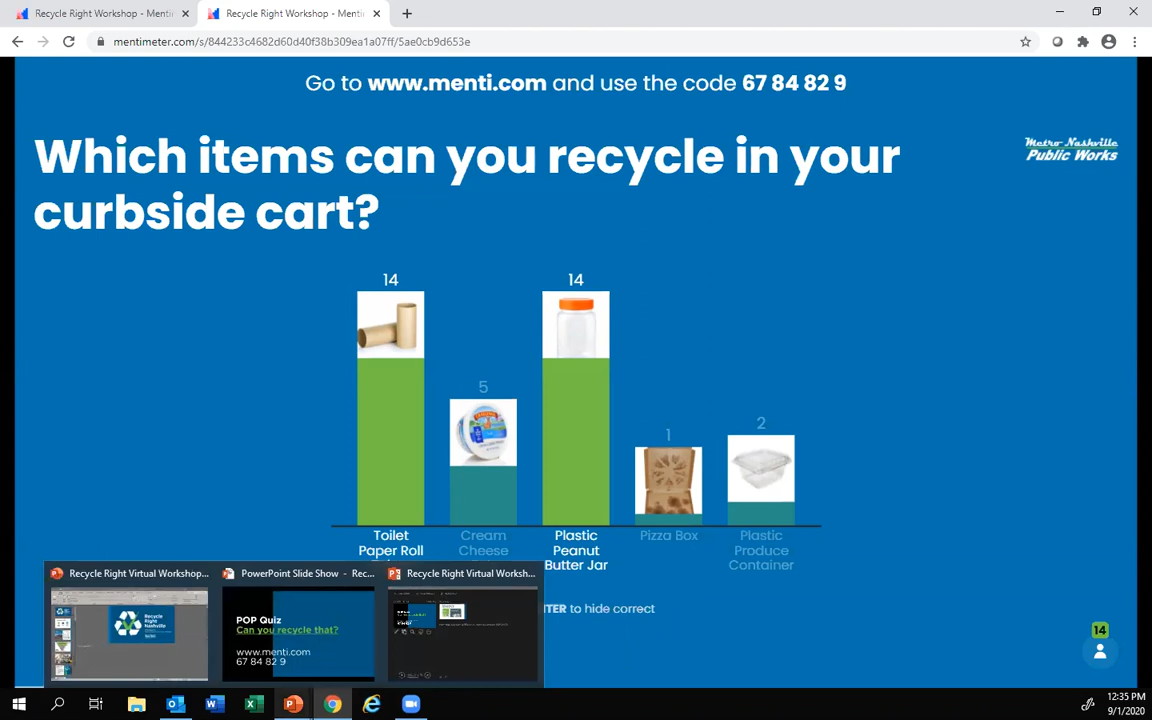 Recycle Right Workshop - Menti
Recycle Right Workshop - Menti
mentimeter.com/s/844233c4682d60d40f38b309ea1a07ff/5ae0cb9d653e
Go to www.menti.com and use the code 67 84 82 9
Which items can you recycle in your
curbside cart?
Metro Nashville
Public Works
14
5
14
1
2
Toilet
Paper Roll
Cream
Cheese
Plastic
Peanut
Butter Jar
Pizza Box
Plastic
Produce
Container
to hide correct
Recycle Right Virtual Workshop...
PowerPoint Slide Show - Rec...
Recycle Right Virtual Worksh...
Recycle
Right
Nashville
POP Quiz
Can you recycle that?
www.menti.com
67 84 82 9
14
12:35 PM
9/1/2020